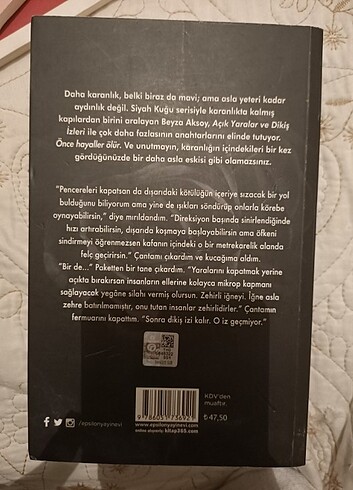 Daha karanlık, belki biraz da mavi; ama asla yeteri kadar
aydınlık değil. Siyah Kuğu serisiyle karanlıkta kalmış
kapılardan birini aralayan Beyza Aksoy, Açık Yaralar ve Dikiş
İzleri ile çok daha fazlasının anahtarlarını elinde tutuyor.
Önce hayaller ölür. Ve unutmayın, karanlığın içindekileri bir kez
gördüğünüzde bir daha asla eskisi gibi olamazsınız.
"Pencereleri kapatsan da dışarıdaki kötülüğün içeriye sızacak bir yol
bulduğunu biliyorum ama yine de ışıkları söndürüp onlarla körebe
oynayabilirsin," diye mırıldandım. "Direksiyon başında sinirlendiğinde
hızı artırabilirsin, dışarıda koşmaya başlayabilirsin ama öfkeni
sindirmeyi öğrenmezsen kafanın içindeki o bir metrekarelik alanda
felç geçirirsin." Çantamı çıkardım ve kucağıma aldım.
"Bir de..." Paketten bir tane çıkardım. "Yaralarını kapatmak yerine
açıkta bırakırsan insanların ellerine kolayca mikrop kapmanı
sağlayacak yegâne silahı vermiş olursun. Zehirli iğneyi. İğne asla
zehre batırılmamıştır, onu tutan insanlar zehirlidirler." Çantamın
fermuarını kapattım. "Sonra dikiş izi kalır. O iz geçmiyor."
KDV'den
muaftır.
₺47,50
/epsilonyayinevi
www.epsilonyayinevi.com
online alışveriş: kitap365.com